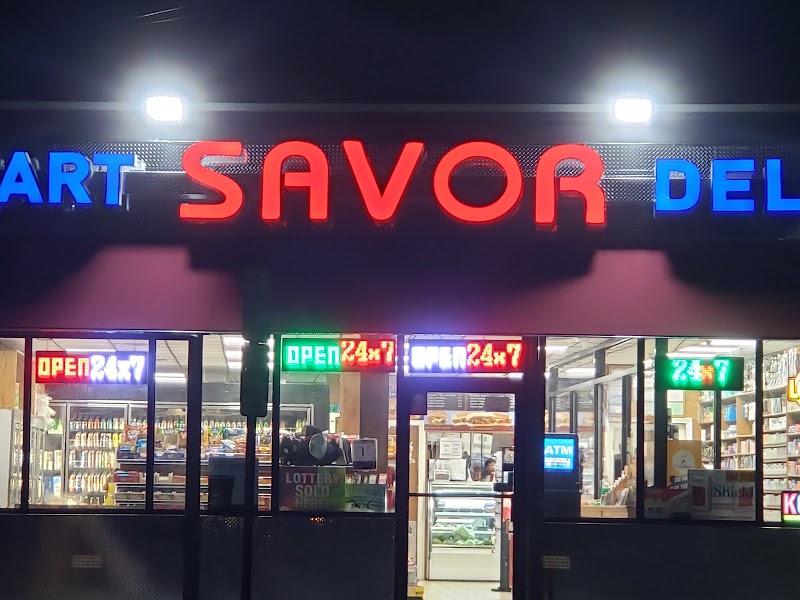 ART SAVOR DEL
OPEN 24x7
OPEN 24x7
OPEN 24x7
24x7
ATM
LOTTERY
SOLD
HERE
Shield